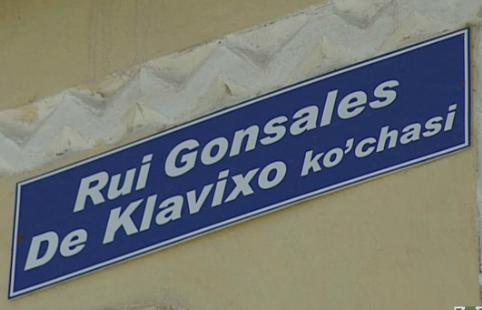 Rui Gonsales
De Klavixo ko'chasi